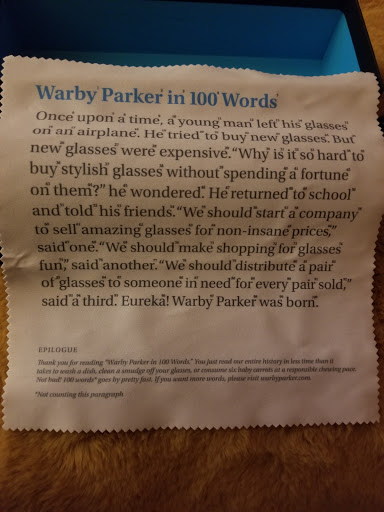 Warby Parker in 100 Words
Once upon a time, a young man left his glasses
on an airplane. He tried to buy new glasses. But
new glasses were expensive. “Why is it so hard to
buy stylish glasses without spending a fortune
on them?” he wondered. He returned to school
and told his friends. “We should start a company
to sell amazing glasses for non-insane prices,”
said one. “We should make shopping for glasses
fun,” said another. “We should distribute a pair
of glasses to someone in need for every pair sold,”
said a third. Eureka! Warby Parker was born.
EPILOGUE
Thank you for reading “Warby Parker in 100 Words.” You just read our entire history in less time than it
takes to wash a dish, clean a smudge off your glasses, or consume six baby carrots at a responsible chewing pace.
Not bad! 100 words* goes by pretty fast. If you want more words, please visit warbyparker.com.
*Not counting this paragraph